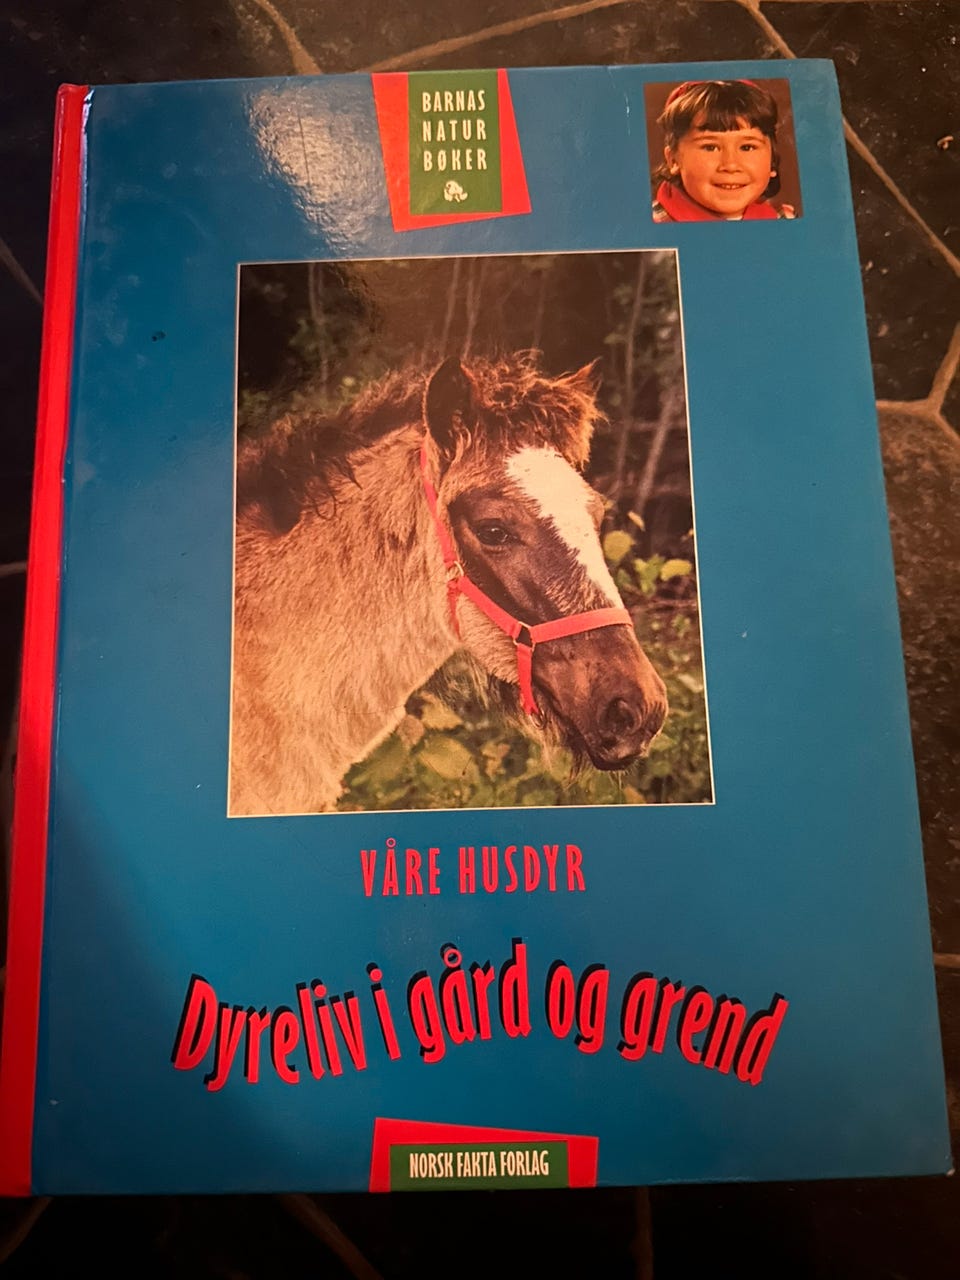 BARNAS
NATUR
BØKER
VÅRE HUSDYR
Dyreliv i gård og grend
NORSK FAKTA FORLAG